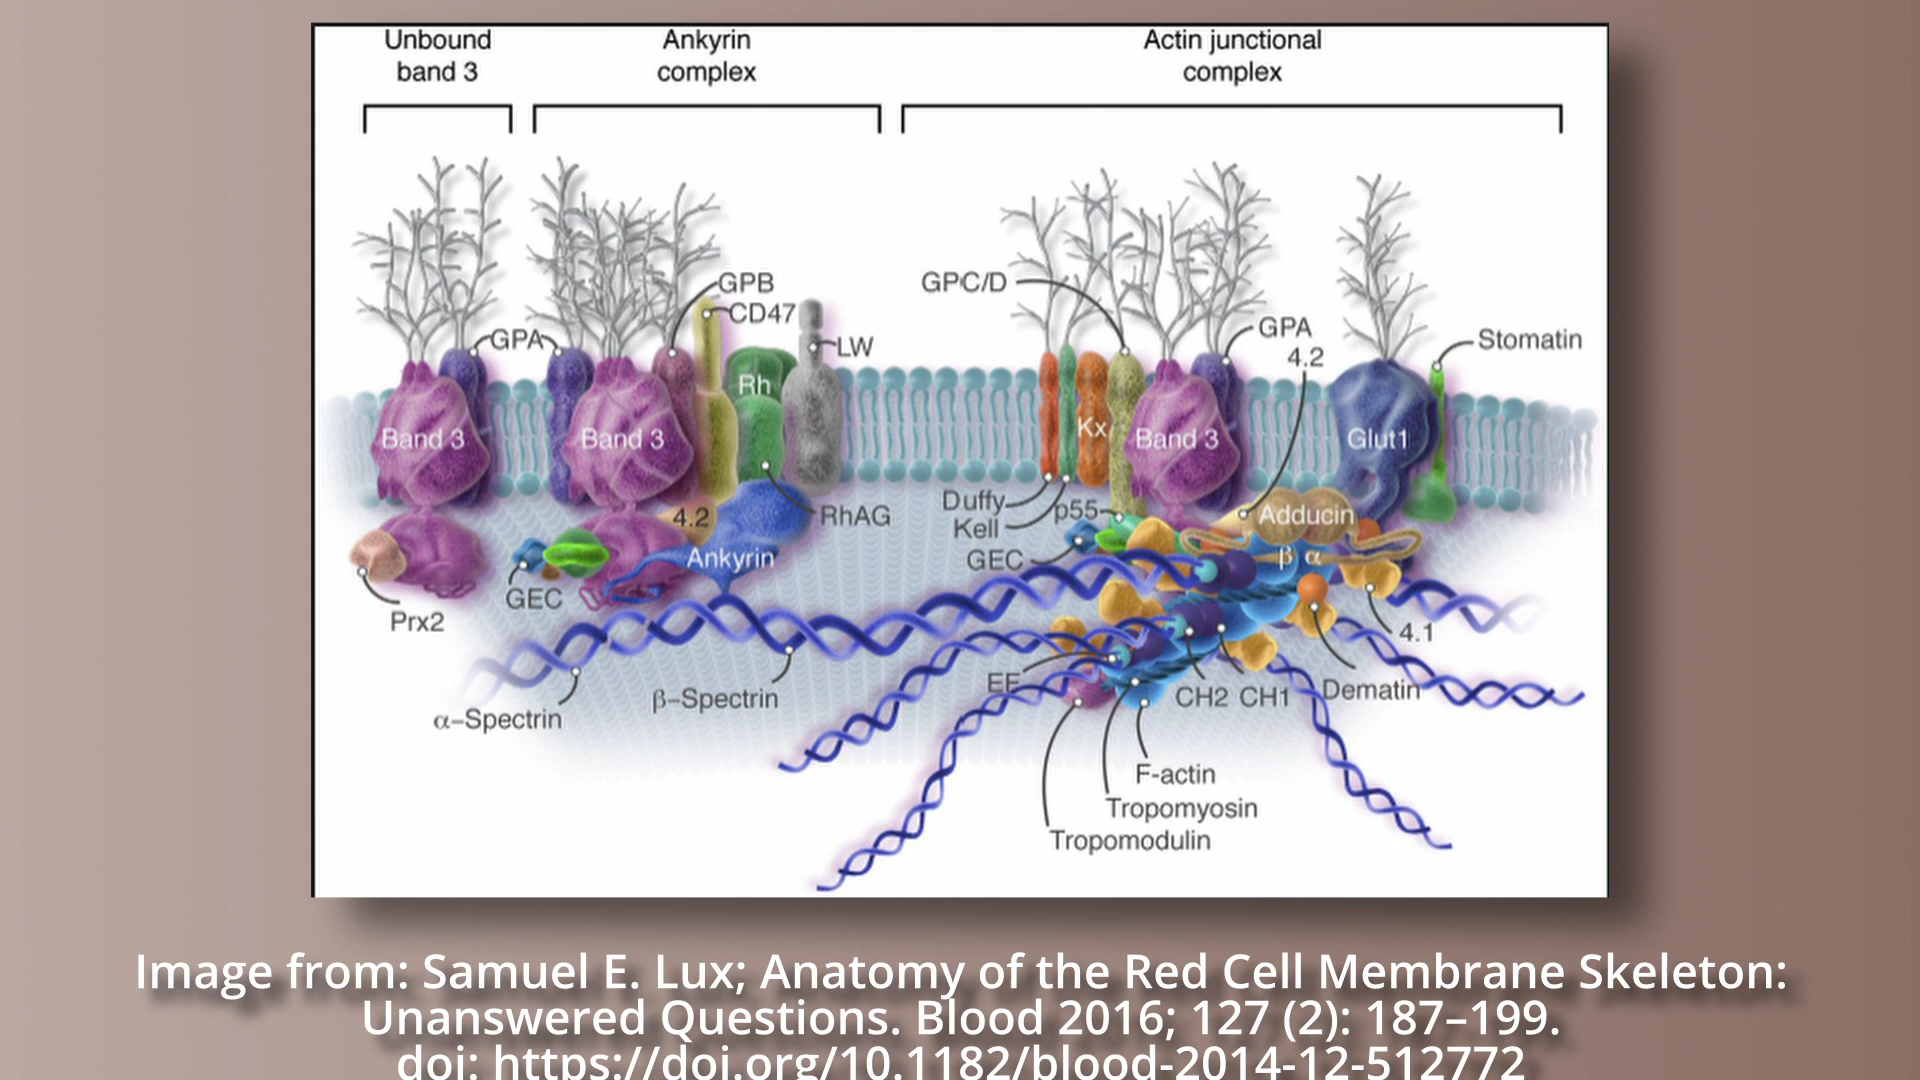 Unbound
band 3
Ankyrin
complex
Actin junctional
complex
GPB
CD47
GPA
LW
Rh
GPC/D
GPA
4.2
Stomatin
Band 3
Band 3
Kx
Band 3
Glut1
4.2
RhAG
Duffy
Kell
p55
GEC
Adducin
Ankyrin
β α
Prx2
GEC
4.1
α–Spectrin
β–Spectrin
EF
CH2
CH1
Dematin
F-actin
Tropomyosin
Tropomodulin
Image from: Samuel E. Lux; Anatomy of the Red Cell Membrane Skeleton:
Unanswered Questions. Blood 2016; 127 (2): 187–199.
doi: https://doi.org/10.1182/blood-2014-12-512772